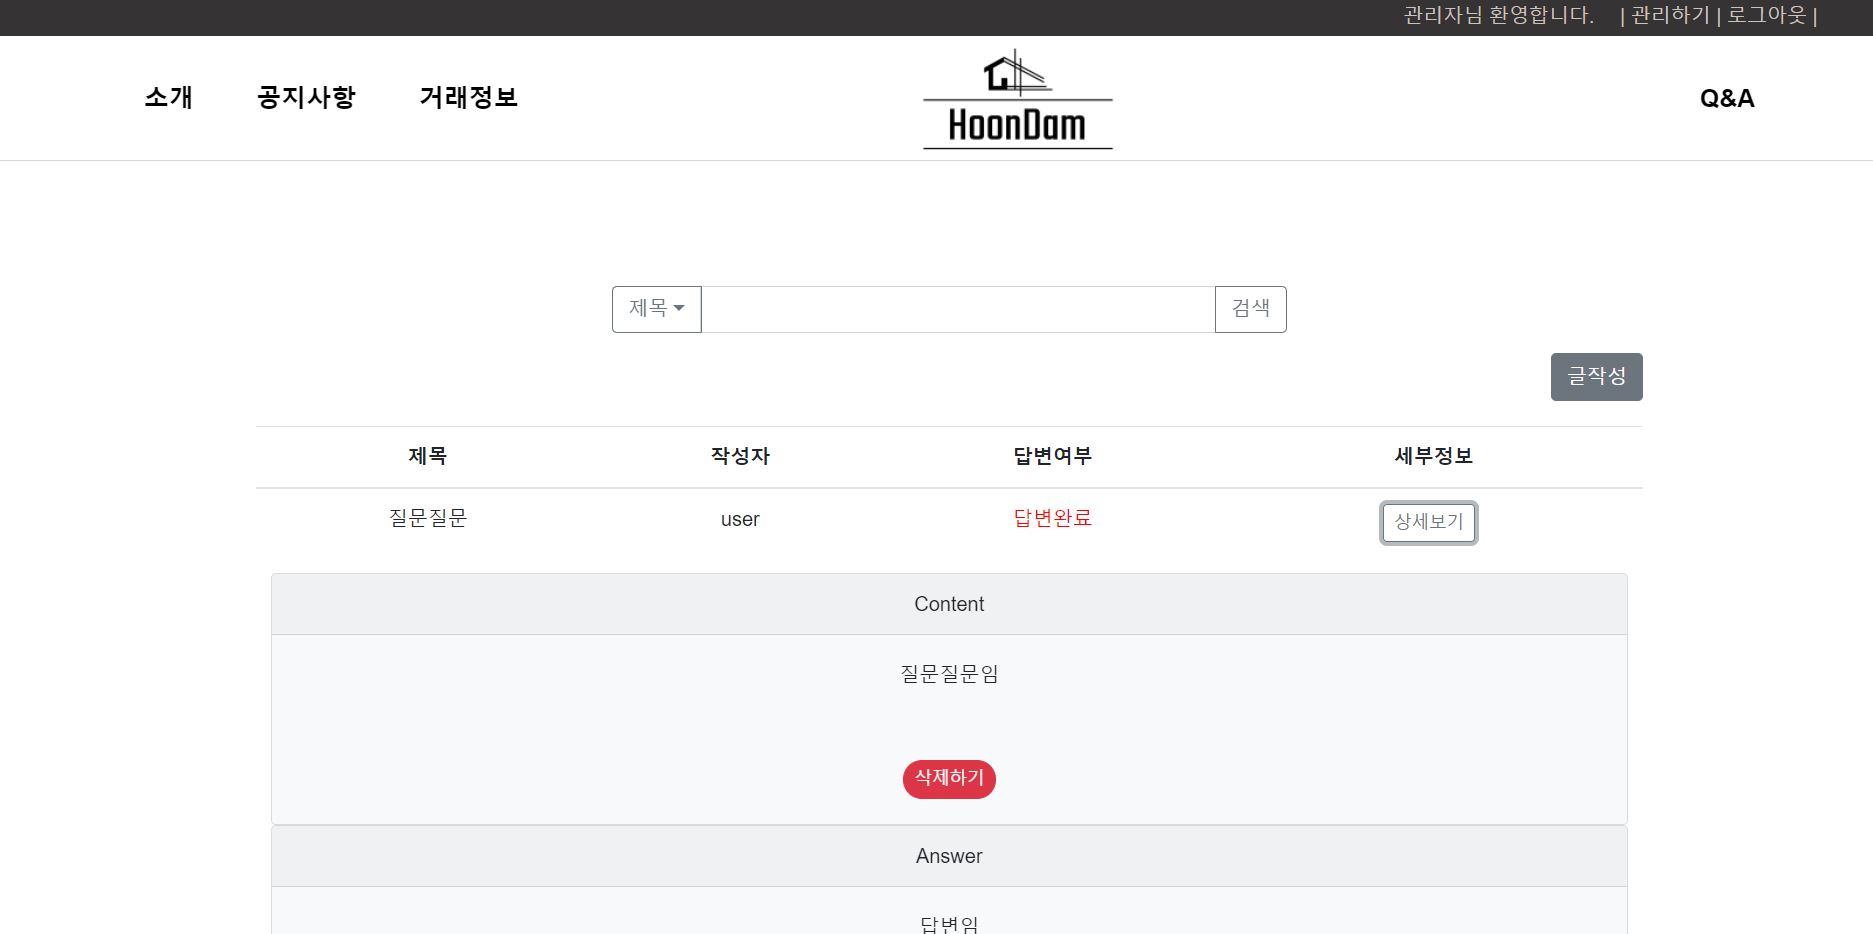 관리자님 환영합니다. | 관리하기 | 로그아웃 |
소개 공지사항 거래정보 HoonDam Q&A
제목 검색
글작성
제목 작성자 답변여부 세부정보
질문질문 user 답변완료 상세보기
Content
질문질문임
삭제하기
Answer
답변임